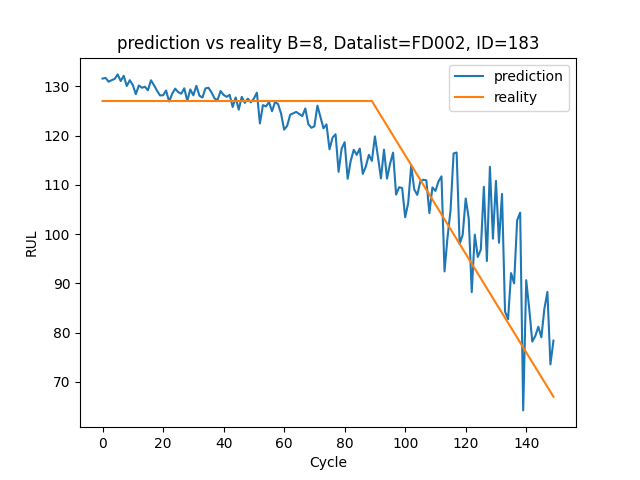 prediction vs reality B=8, Datalist=FD002, ID=183
prediction
reality
130
120
110
100
90
80
70
RUL
0 20 40 60 80 100 120 140
Cycle